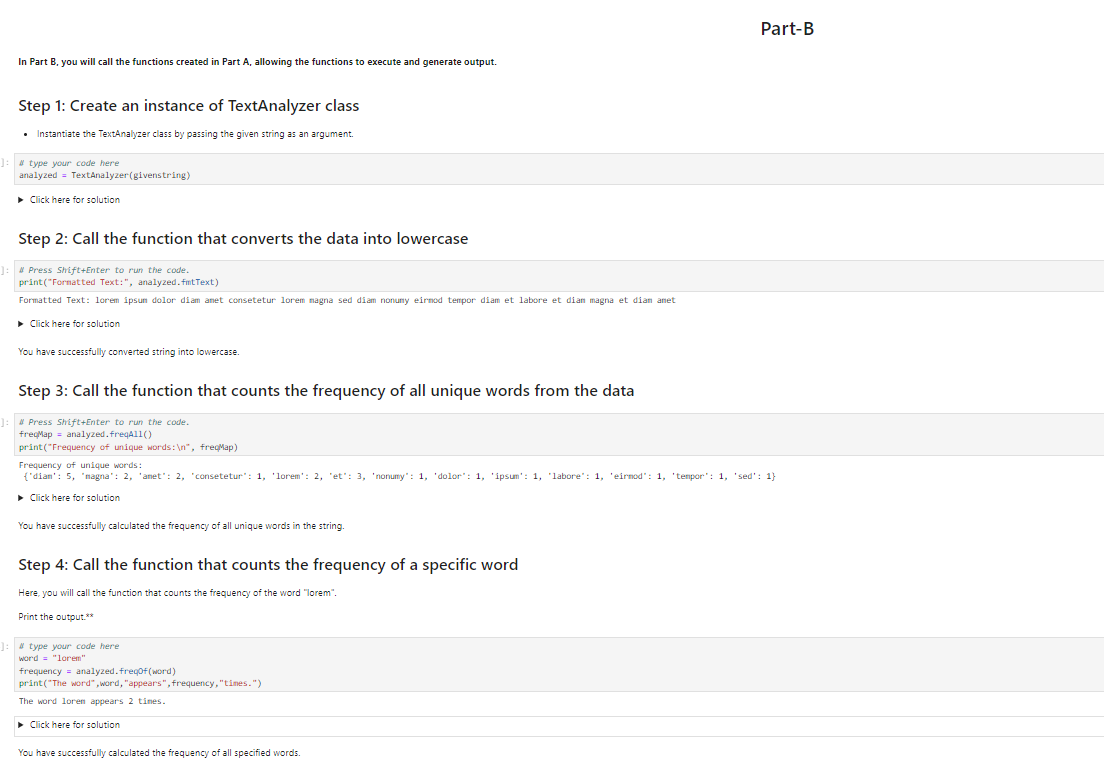 Part-B
In Part B, you will call the functions created in Part A, allowing the functions to execute and generate output.
Step 1: Create an instance of TextAnalyzer class
• Instantiate the TextAnalyzer class by passing the given string as an argument.
]: # type your code here
analyzed = TextAnalyzer(givenstring)
▶ Click here for solution
Step 2: Call the function that converts the data into lowercase
]: # Press Shift+Enter to run the code.
print("Formatted Text:", analyzed.fmtText)
Formatted Text: lorem ipsum dolor diam amet consetetur lorem magna sed diam nonumy eirmod tempor diam et labore et diam magna et diam amet
▶ Click here for solution
You have successfully converted string into lowercase.
Step 3: Call the function that counts the frequency of all unique words from the data
]: # Press Shift+Enter to run the code.
freqMap = analyzed.freqAll()
print("Frequency of unique words:\n", freqMap)
Frequency of unique words:
{'diam': 5, 'magna': 2, 'amet': 2, 'consetetur': 1, 'lorem': 2, 'et': 3, 'nonumy': 1, 'dolor': 1, 'ipsum': 1, 'labore': 1, 'eirmod': 1, 'tempor': 1, 'sed': 1}
▶ Click here for solution
You have successfully calculated the frequency of all unique words in the string.
Step 4: Call the function that counts the frequency of a specific word
Here, you will call the function that counts the frequency of the word "lorem".
Print the output.**
]: # type your code here
word = "lorem"
frequency = analyzed.freqOf(word)
print("The word",word,"appears",frequency,"times.")
The word lorem appears 2 times.
▶ Click here for solution
You have successfully calculated the frequency of all specified words.